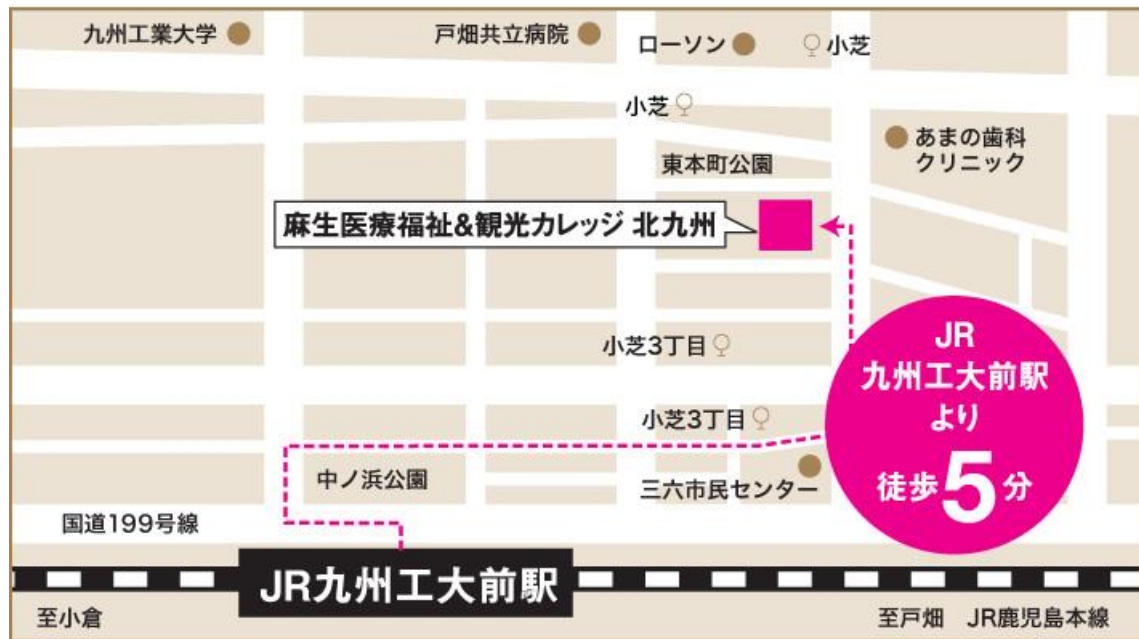 九州工業大学
戸畑共立病院
ローソン
小芝
小芝
東本町公園
あまの歯科
クリニック
麻生医療福祉&観光カレッジ 北九州
小芝3丁目
JR
九州工大前駅
より
徒歩5分
小芝3丁目
中ノ浜公園
三六市民センター
国道199号線
JR九州工大前駅
至小倉
至戸畑 JR鹿児島本線